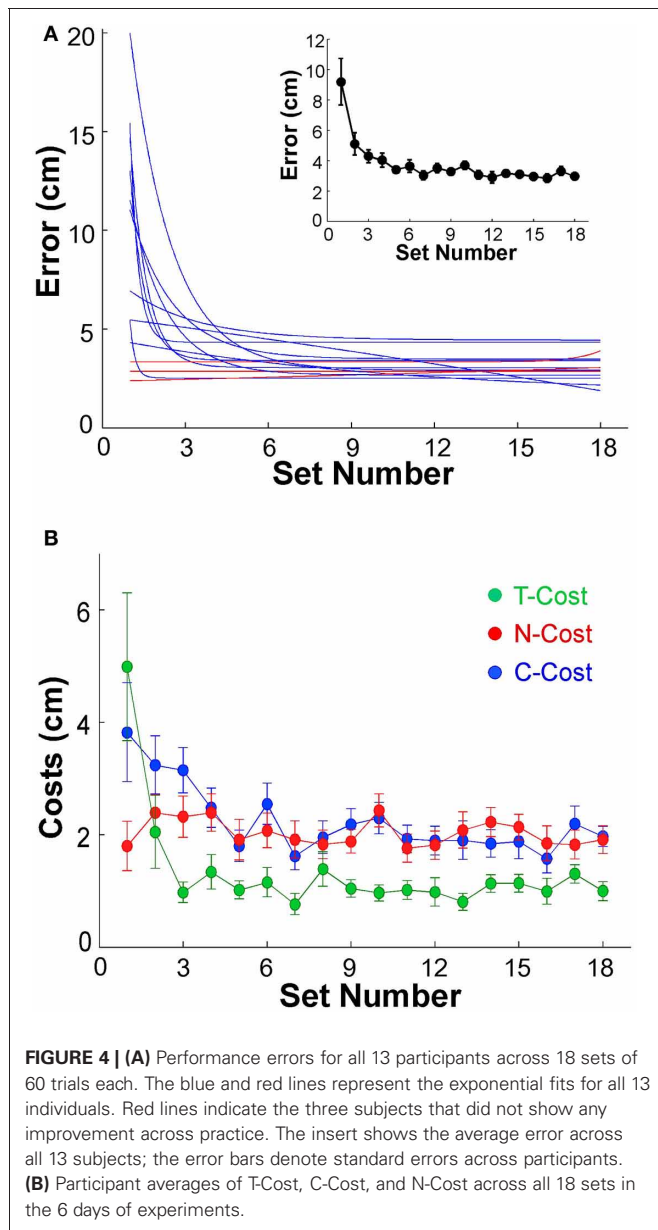 A
20
15
10
5
0
Error (cm)
0 3 6 9 12 15 18
Set Number
12
10
8
6
4
2
0
Error (cm)
0 3 6 9 12 15 18
Set Number
B
6
4
2
0
Costs (cm)
T-Cost
N-Cost
C-Cost
0 3 6 9 12 15 18
Set Number
FIGURE 4 | (A) Performance errors for all 13 participants across 18 sets of
60 trials each. The blue and red lines represent the exponential fits for all 13
individuals. Red lines indicate the three subjects that did not show any
improvement across practice. The insert shows the average error across
all 13 subjects; the error bars denote standard errors across participants.
(B) Participant averages of T-Cost, C-Cost, and N-Cost across all 18 sets in
the 6 days of experiments.